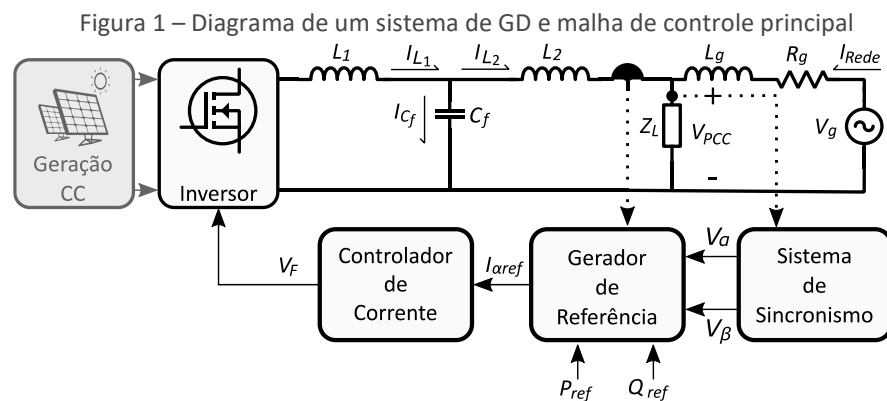 Figura 1 – Diagrama de um sistema de GD e malha de controle principal
L1
IL1
IL2
L2
Lg
Rg
IRede
ICf
Cf
ZL
+
VPCC
-
Vg
Geração
CC
Inversor
VF
Controlador
de
Corrente
Iαref
Gerador
de
Referência
Vα
Vβ
Sistema
de
Sincronismo
Pref
Qref